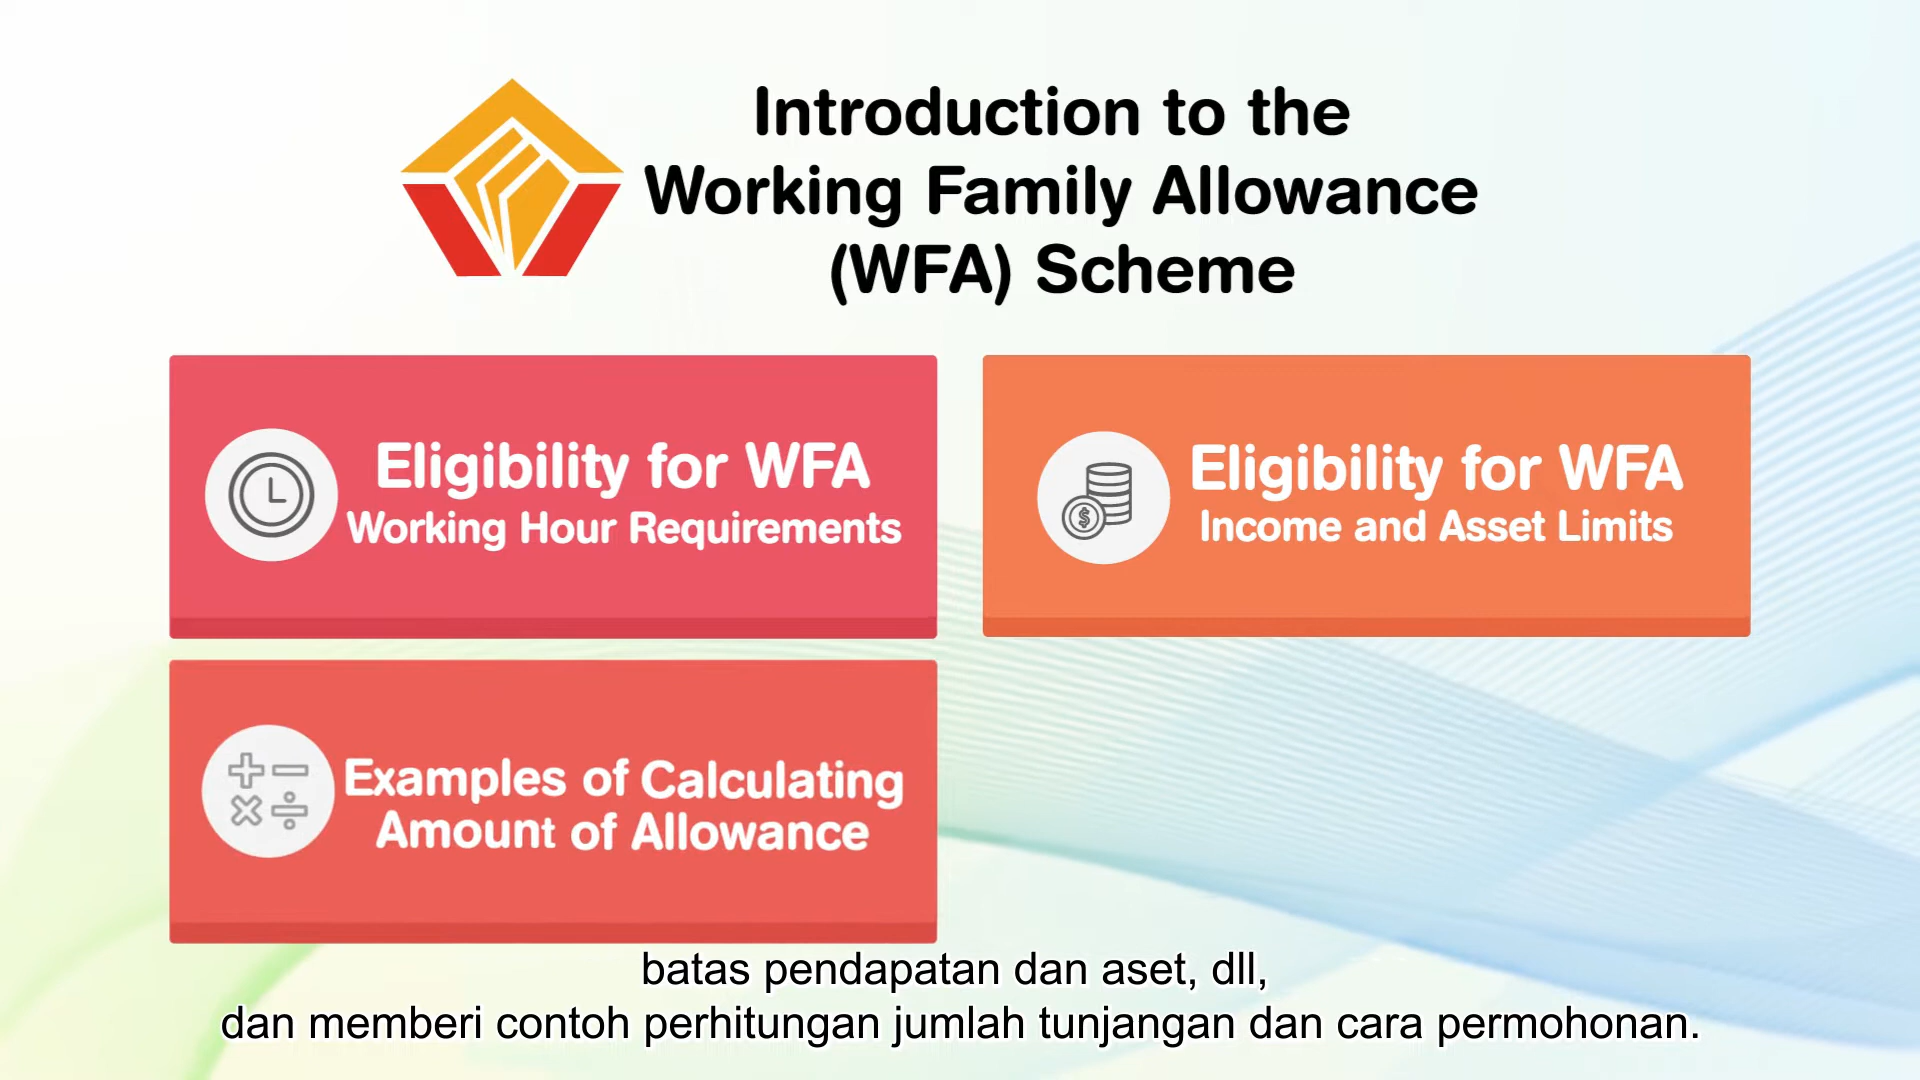 Introduction to the
Working Family Allowance
(WFA) Scheme
Eligibility for WFA
Working Hour Requirements
Eligibility for WFA
Income and Asset Limits
Examples of Calculating
Amount of Allowance
batas pendapatan dan aset, dll,
dan memberi contoh perhitungan jumlah tunjangan dan cara permohonan.